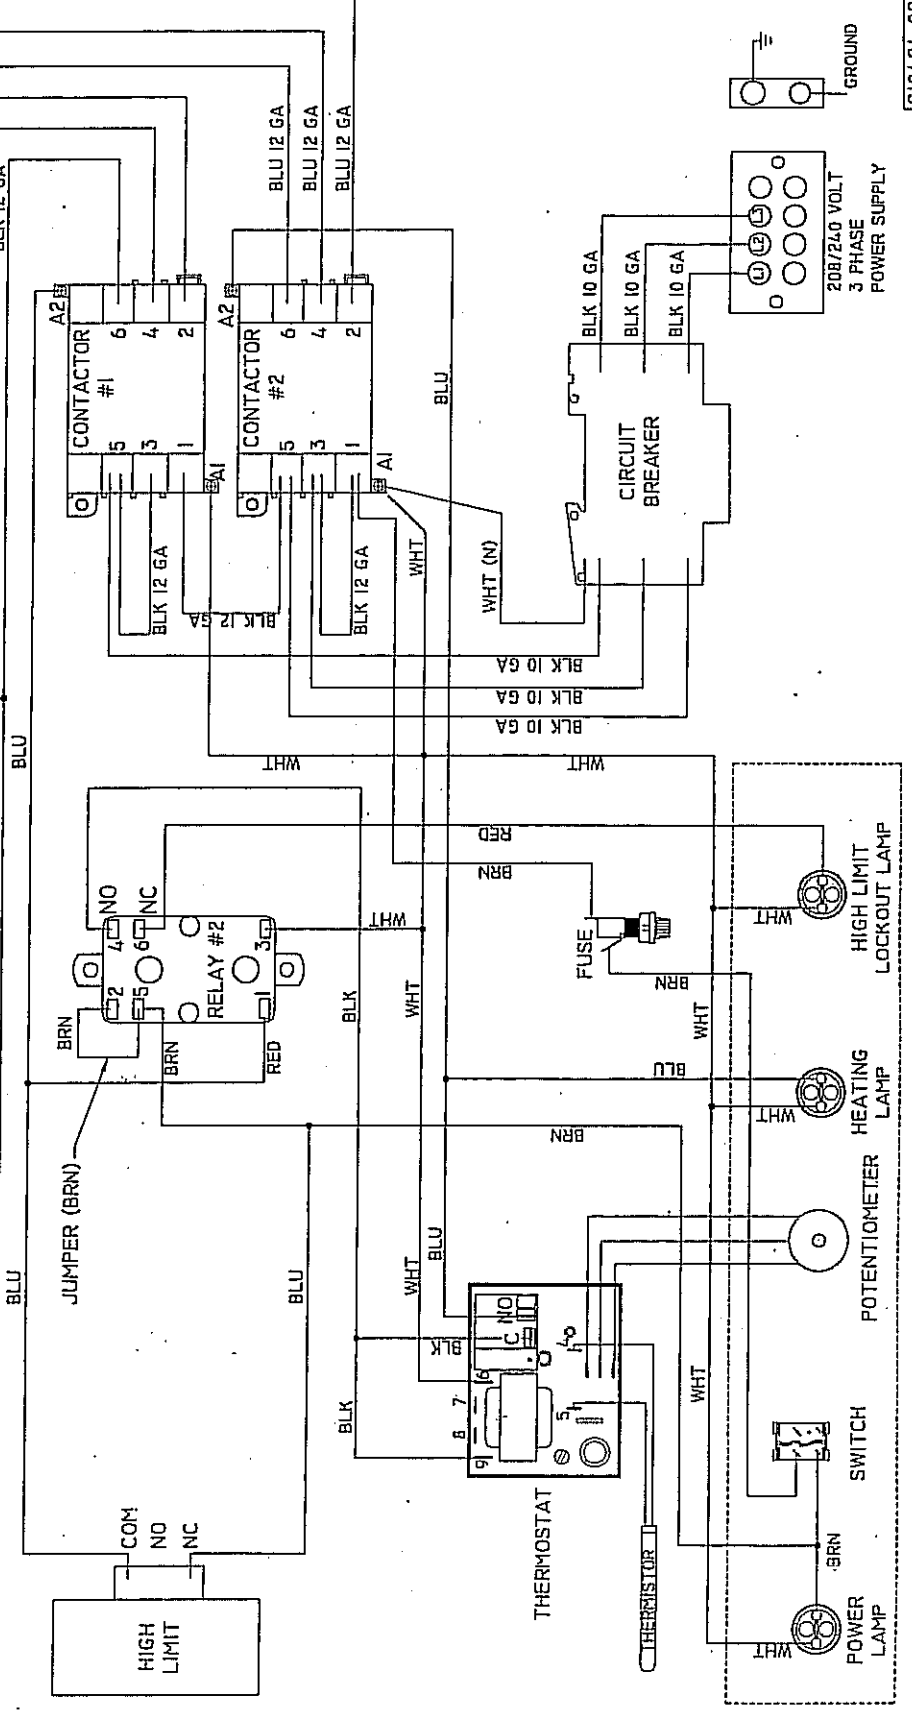 BLU 12 GA
BLU 12 GA
BLU 12 GA
GROUND
208/240 VOLT
3 PHASE
POWER SUPPLY
L1
L2
L3
A2
CONTACTOR
#1
6
4
2
5
3
1
A1
A2
CONTACTOR
#2
6
4
2
5
3
1
A1
BLU
BLK 10 GA
BLK 10 GA
BLK 10 GA
CIRCUIT
BREAKER
BLK 12 GA
BLK 12 GA
BLK 12 GA
WHT
WHT (N)
BLK 10 GA
BLK 10 GA
BLK 10 GA
BLU
WHT
WHT
RED
BRN
NO
NC
4
6
2
5
3
1
RELAY #2
BRN
BRN
RED
WHT
BLK
WHT
FUSE
BRN
WHT
WHT
HIGH LIMIT
LOCKOUT LAMP
BLU
WHT
HEATING
LAMP
BRN
JUMPER (BRN)
BLU
BLU
WHT
BLU
POTENTIOMETER
BLK
BLK
NO
C
6
7
8
9
4
5
THERMOSTAT
WHT
SWITCH
HIGH
LIMIT
COM
NO
NC
THERMISTOR
BRN
WHT
POWER
LAMP